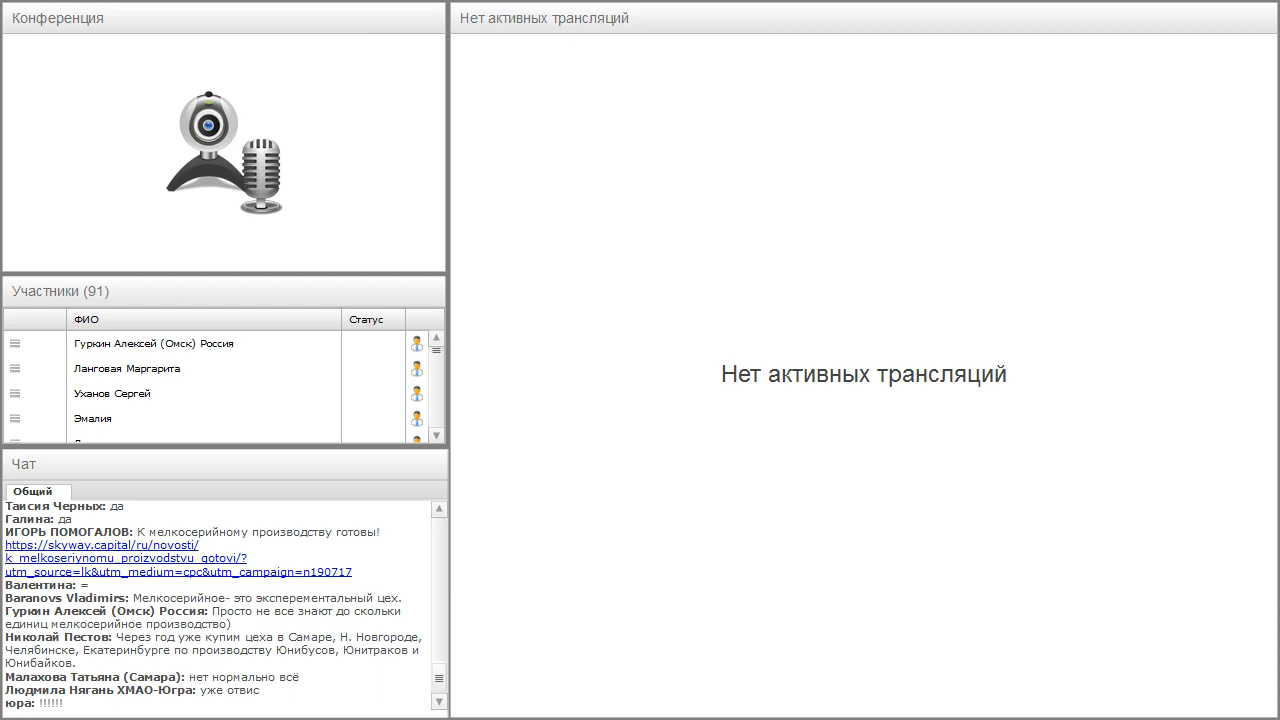 Конференция
Нет активных трансляций
Участники (91)
ФИО Статус
Гуркин Алексей (Омск) Россия
Ланговая Маргарита
Уханов Сергей
Эмалия
Чат
Общий
Таисия Черных: да
Галина: да
ИГОРЬ ПОМОГАЛОВ: К мелкосерийному производству готовы!
https://skyway.capital/ru/novosti/
k_melkoseriynomu_proizvodstvu_gotovi/?
utm_source=lk&utm_medium=cpc&utm_campaign=n190717
Валентина: =
Baranovs Vladimirs: Мелкосерийное- это эксперементальный цех.
Гуркин Алексей (Омск) Россия: Просто не все знают до скольки
единиц мелкосерийное производство)
Николай Пестов: Через год уже купим цеха в Самаре, Н. Новгороде,
Челябинске, Екатеринбурге по производству Юнибусов, Юнитраков и
Юнибайков.
Малахова Татьяна (Самара): нет нормально всё
Людмила Нягань ХМАО-Югра: уже отвис
юра: !!!!!!
Нет активных трансляций